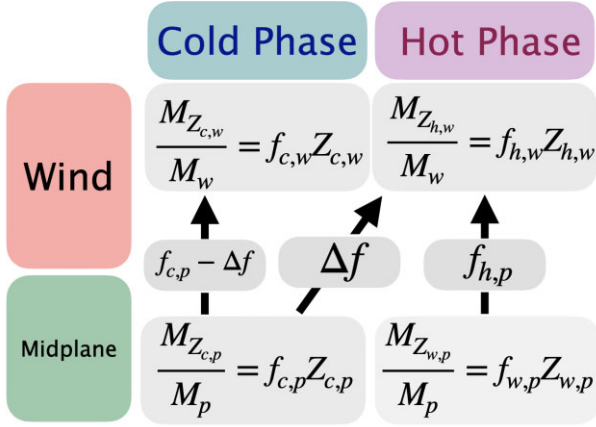 Cold Phase Hot Phase
Wind
M_{Z_{c,w}}/M_w = f_{c,w} Z_{c,w}
M_{Z_{h,w}}/M_w = f_{h,w} Z_{h,w}
f_{c,p} − Δf
Δf
f_{h,p}
Midplane
M_{Z_{c,p}}/M_p = f_{c,p} Z_{c,p}
M_{Z_{w,p}}/M_p = f_{w,p} Z_{w,p}